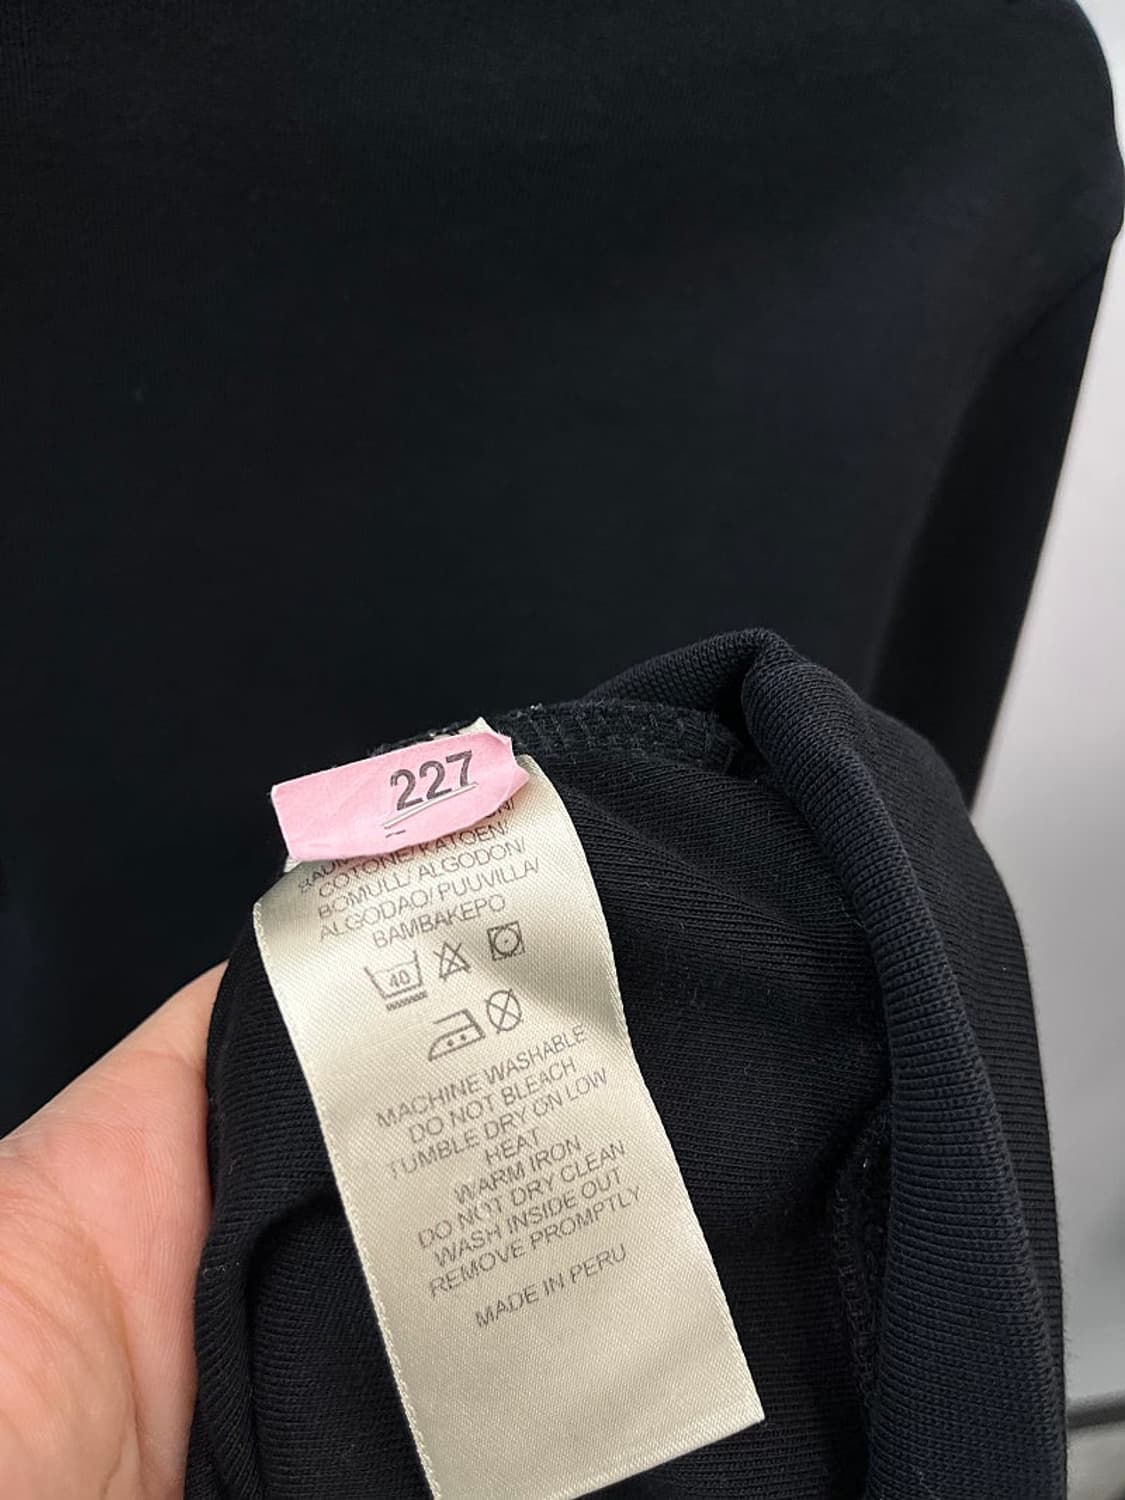 227
COTONE/KATOEN/
BOMULL/ALGODON/
ALGODAO/PUUVILLA/
BAMBAKEPO
40
MACHINE WASHABLE
DO NOT BLEACH
TUMBLE DRY ON LOW
HEAT
WARM IRON
DO NOT DRY CLEAN
WASH INSIDE OUT
REMOVE PROMPTLY
MADE IN PERU